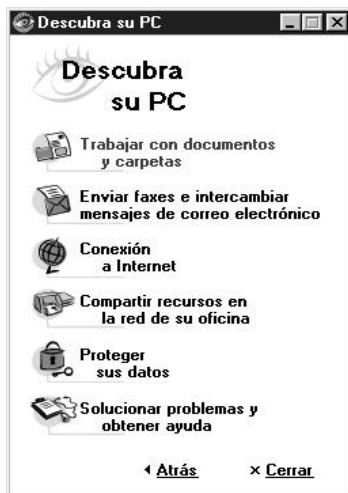 Descubra su PC
Descubra
su PC
Trabajar con documentos
y carpetas
Enviar faxes e intercambiar
mensajes de correo electrónico
Conexión
a Internet
Compartir recursos en
la red de su oficina
Proteger
sus datos
Solucionar problemas y
obtener ayuda
Atrás
Cerrar